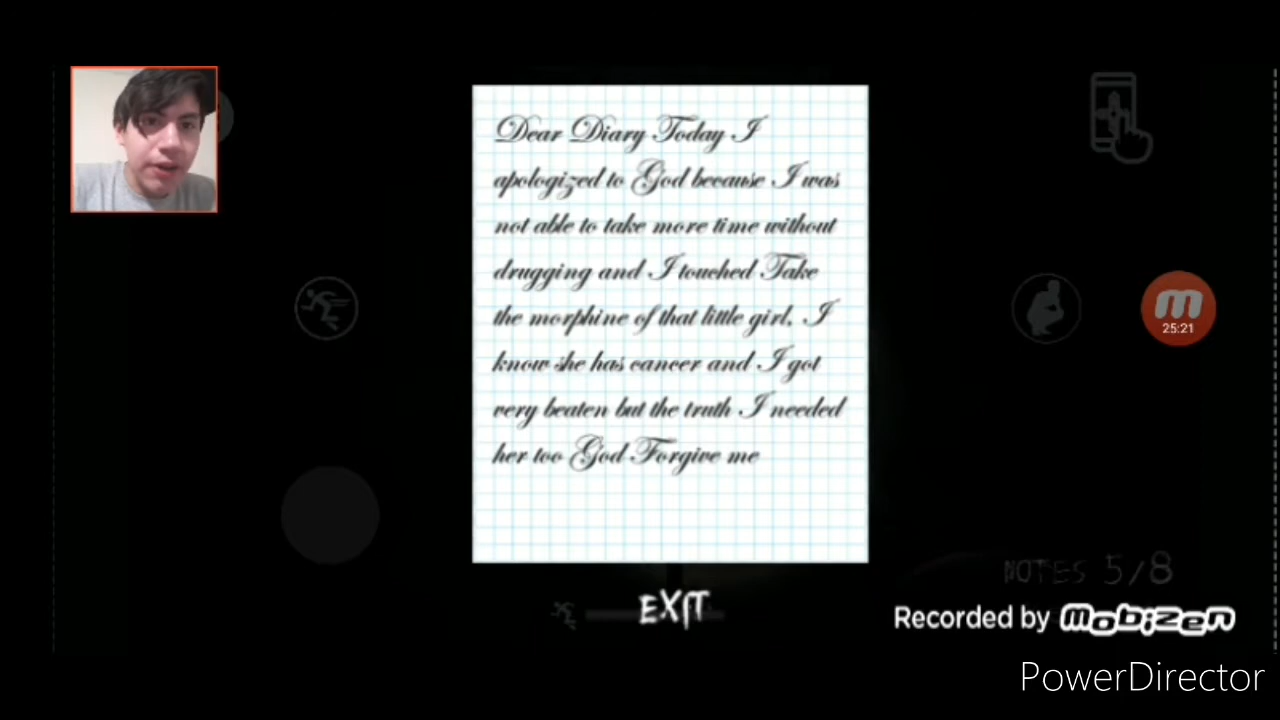 Dear Diary Today I
apologized to God because I was
not able to take more time without
drugging and I touched Take
the morphine of that little girl, I
know she has cancer and I got
very beaten but the truth I needed
her too God Forgive me
25:21
NOTES 5/8
EXIT
Recorded by Mobizen
PowerDirector